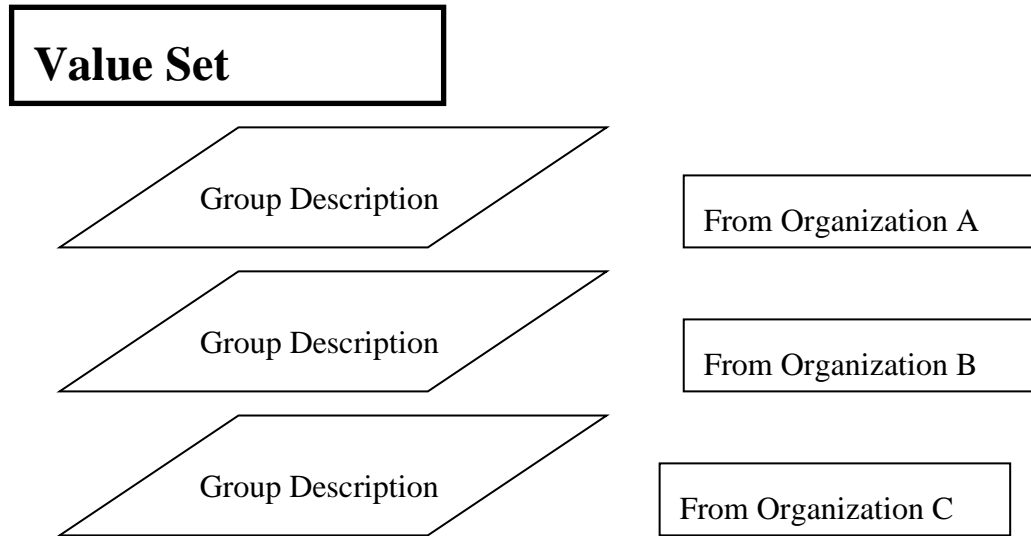 Value Set
Group Description
From Organization A
Group Description
From Organization B
Group Description
From Organization C